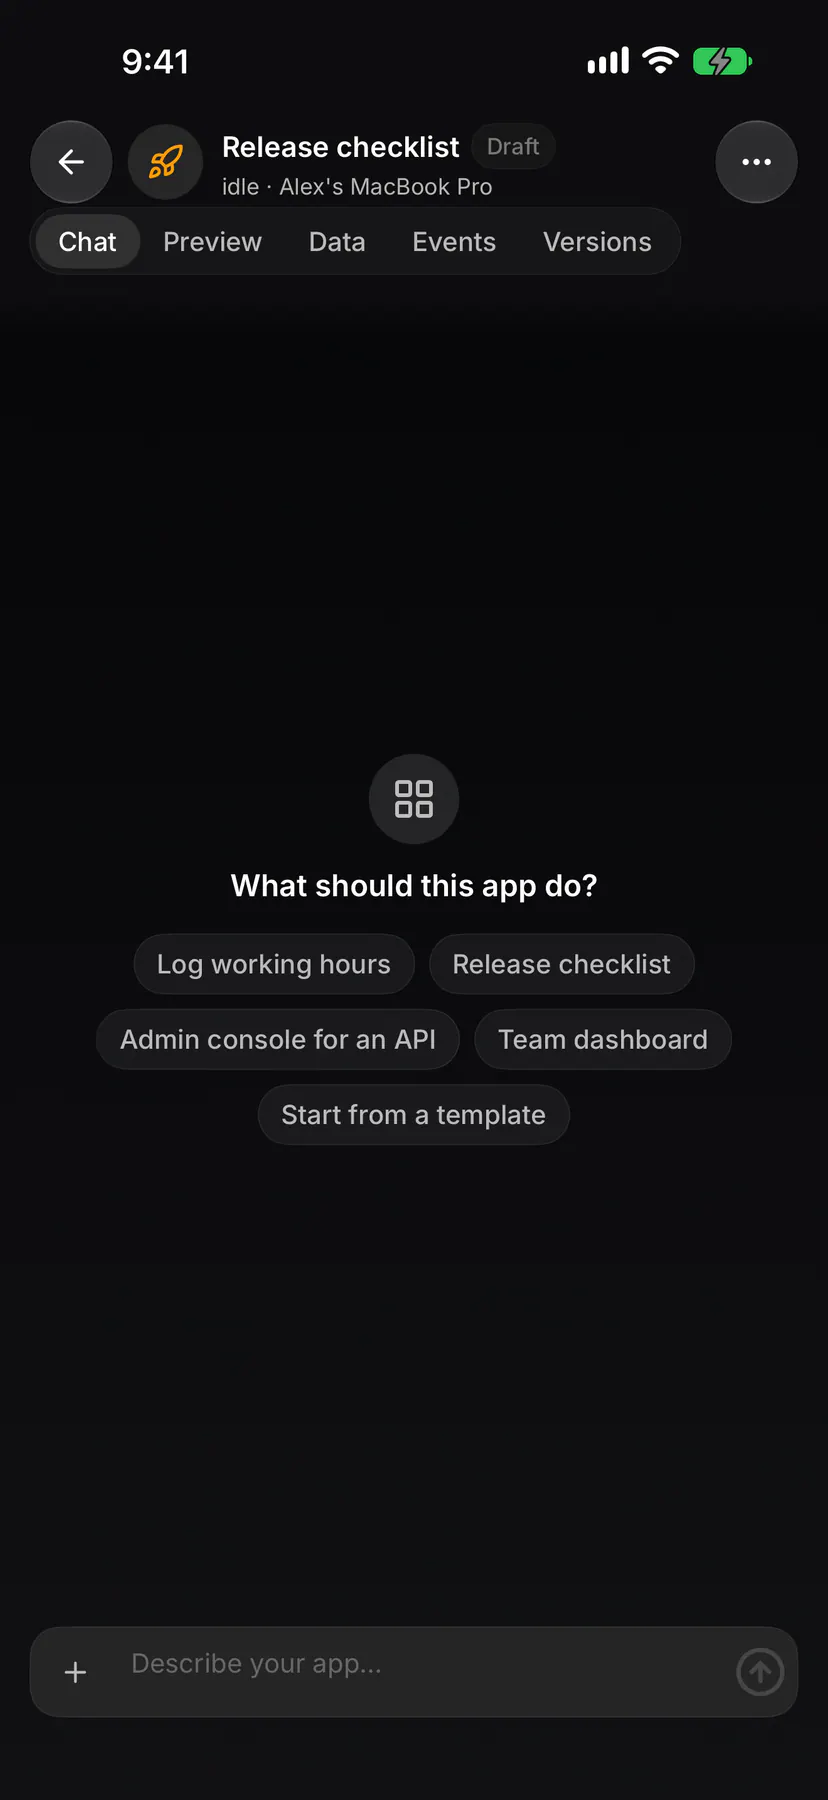 9:41
Release checklist Draft
idle · Alex's MacBook Pro
Chat Preview Data Events Versions
What should this app do?
Log working hours Release checklist
Admin console for an API Team dashboard
Start from a template
Describe your app...